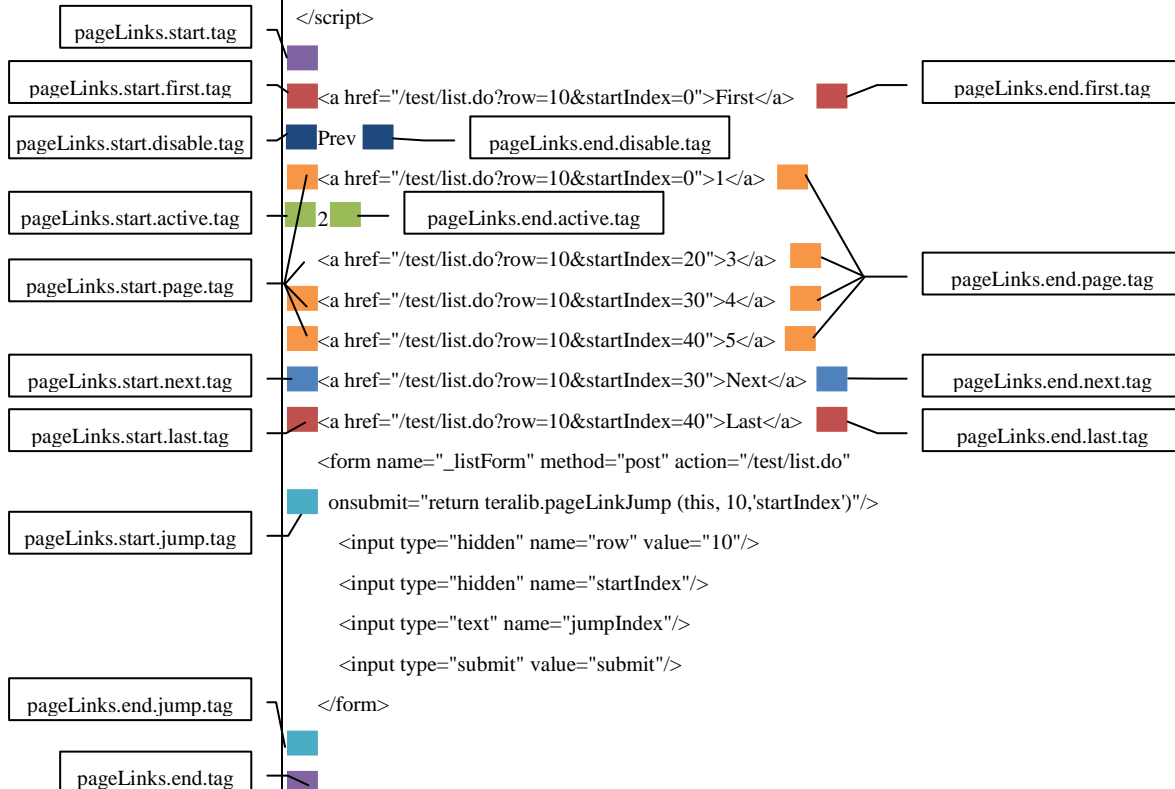 </script>
pageLinks.start.tag
pageLinks.start.first.tag
<a href="/test/list.do?row=10&startIndex=0">First</a>
pageLinks.end.first.tag
pageLinks.start.disable.tag
Prev
pageLinks.end.disable.tag
<a href="/test/list.do?row=10&startIndex=0">1</a>
pageLinks.start.active.tag
2
pageLinks.end.active.tag
<a href="/test/list.do?row=10&startIndex=20">3</a>
pageLinks.start.page.tag
pageLinks.end.page.tag
<a href="/test/list.do?row=10&startIndex=30">4</a>
<a href="/test/list.do?row=10&startIndex=40">5</a>
pageLinks.start.next.tag
<a href="/test/list.do?row=10&startIndex=30">Next</a>
pageLinks.end.next.tag
pageLinks.start.last.tag
<a href="/test/list.do?row=10&startIndex=40">Last</a>
pageLinks.end.last.tag
<form name="_listForm" method="post" action="/test/list.do"
onsubmit="return teralib.pageLinkJump (this, 10,'startIndex')"/>
pageLinks.start.jump.tag
<input type="hidden" name="row" value="10"/>
<input type="hidden" name="startIndex"/>
<input type="text" name="jumpIndex"/>
<input type="submit" value="submit"/>
pageLinks.end.jump.tag
</form>
pageLinks.end.tag